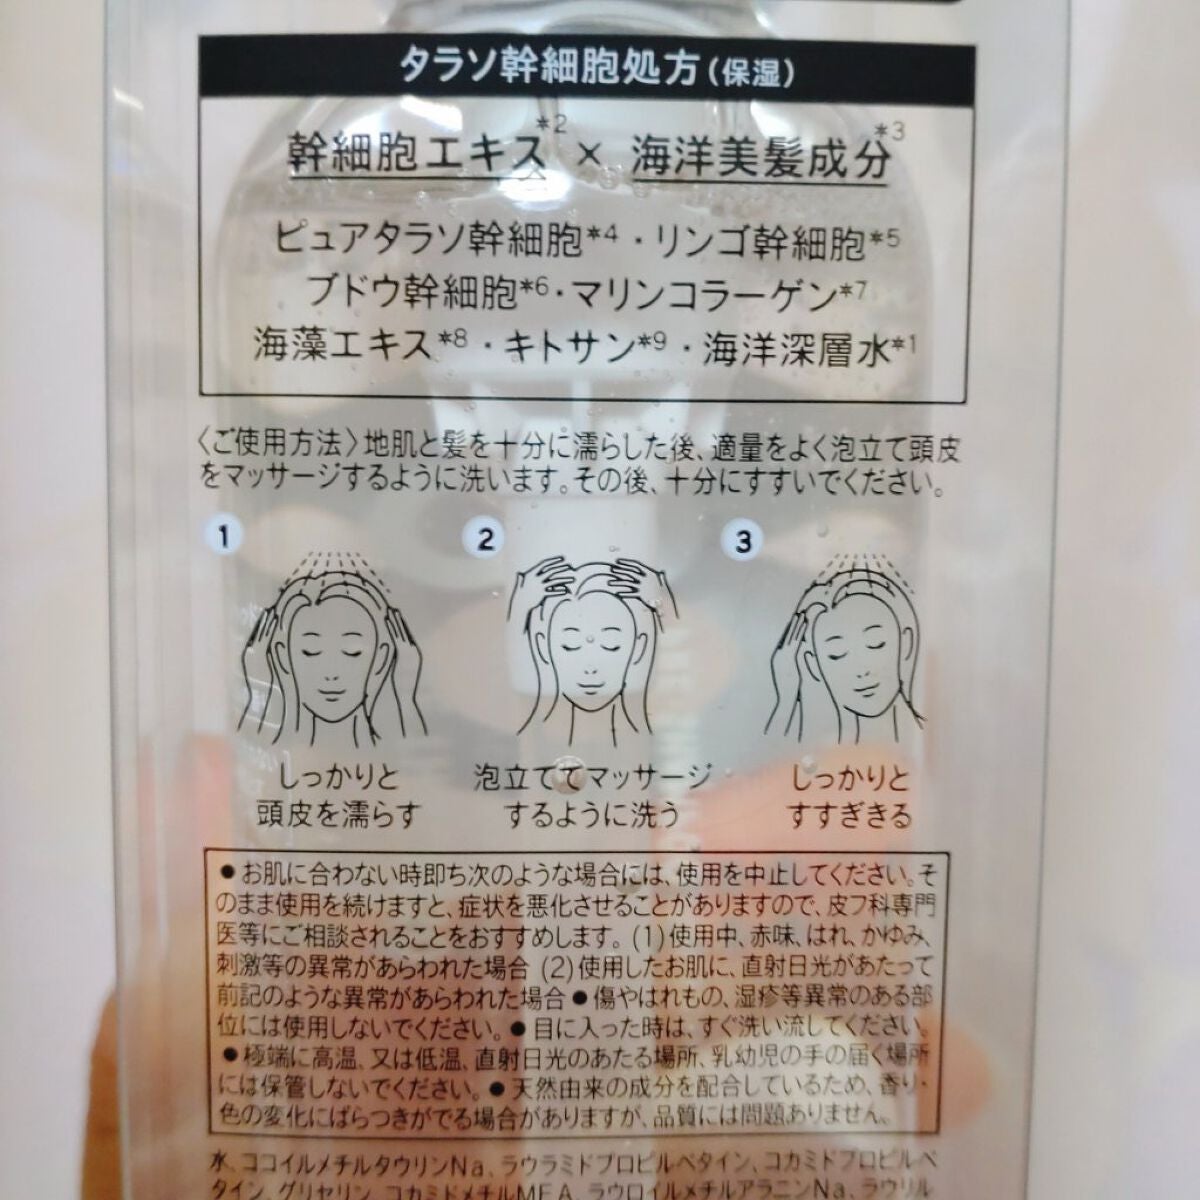 タラソ幹細胞処方(保湿)
幹細胞エキス*2 × 海洋美髪成分*3
ピュアタラソ幹細胞*4・リンゴ幹細胞*5
ブドウ幹細胞*6・マリンコラーゲン*7
海藻エキス*8・キトサン*9・海洋深層水*1
〈ご使用方法〉地肌と髪を十分に濡らした後、適量をよく泡立て頭皮
をマッサージするように洗います。その後、十分にすすいでください。
1 2 3
しっかりと 泡立ててマッサージ しっかりと
頭皮を濡らす するように洗う すすぎきる
●お肌に合わない時即ち次のような場合には、使用を中止してください。そ
のまま使用を続けますと、症状を悪化させることがありますので、皮フ科専門
医等にご相談されることをおすすめします。(1)使用中、赤味、はれ、かゆみ、
刺激等の異常があらわれた場合 (2)使用したお肌に、直射日光があたって
前記のような異常があらわれた場合●傷やはれもの、湿疹等異常のある部
位には使用しないでください。●目に入った時は、すぐ洗い流してください。
●極端に高温、又は低温、直射日光のあたる場所、乳幼児の手の届く場所
には保管しないでください。●天然由来の成分を配合しているため、香り・
色の変化にばらつきがでる場合がありますが、品質には問題ありません。
水、ココイルメチルタウリンNa、ラウラミドプロピルベタイン、コカミドプロピルベ
タイン、グリセリン、コカミドメチルMEA、ラウロイルメチルアラニンNa、ラウリル